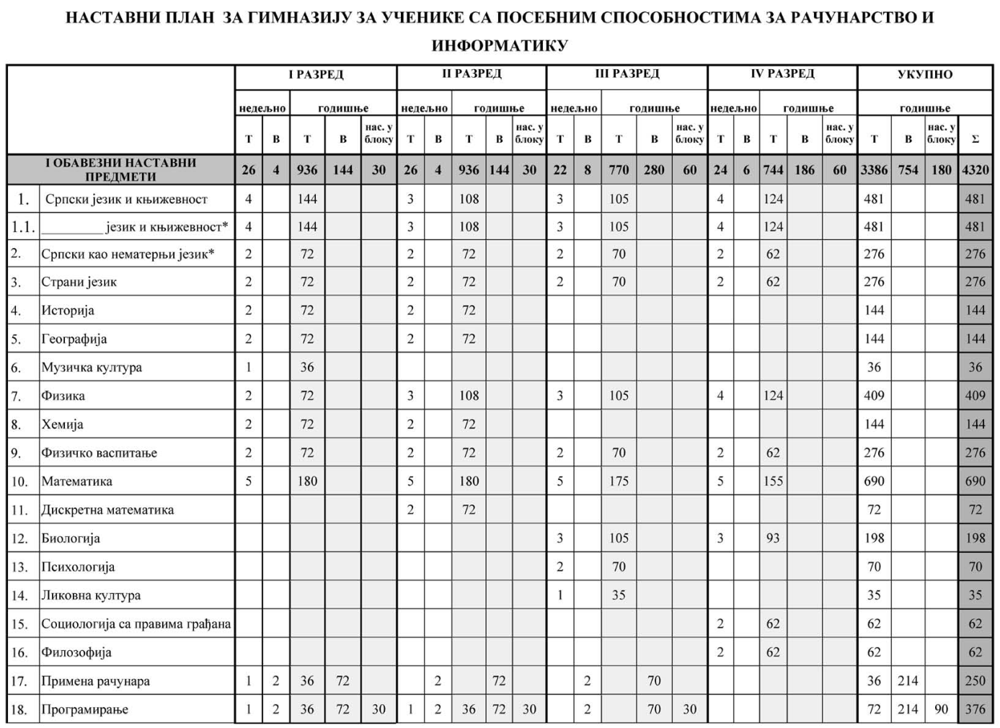 НАСТАВНИ ПЛАН ЗА ГИМНАЗИЈУ ЗА УЧЕНИКЕ СА ПОСЕБНИМ СПОСОБНОСТИМА ЗА РАЧУНАРСТВО И
ИНФОРМАТИКУ
I РАЗРЕД II РАЗРЕД III РАЗРЕД IV РАЗРЕД УКУПНО
недељно годишње недељно годишње недељно годишње недељно годишње годишње
Т В Т В нас. у блоку Т В Т В нас. у блоку Т В Т В нас. у блоку Т В Т В нас. у блоку Т В нас. у блоку Σ
I ОБАВЕЗНИ НАСТАВНИ ПРЕДМЕТИ 26 4 936 144 30 26 4 936 144 30 22 8 770 280 60 24 6 744 186 60 3386 754 180 4320
1. Српски језик и књижевност 4 144 3 108 3 105 4 124 481 481
1.1. __________ језик и књижевност* 4 144 3 108 3 105 4 124 481 481
2. Српски као нематерњи језик* 2 72 2 72 2 70 2 62 276 276
3. Страни језик 2 72 2 72 2 70 2 62 276 276
4. Историја 2 72 2 72 144 144
5. Географија 2 72 2 72 144 144
6. Музичка култура 1 36 36 36
7. Физика 2 72 3 108 3 105 4 124 409 409
8. Хемија 2 72 2 72 144 144
9. Физичко васпитање 2 72 2 72 2 70 2 62 276 276
10. Математика 5 180 5 180 5 175 5 155 690 690
11. Дискретна математика 2 72 72 72
12. Биологија 3 105 3 93 198 198
13. Психологија 2 70 70 70
14. Ликовна култура 1 35 35 35
15. Социологија са правима грађана 2 62 62 62
16. Филозофија 2 62 62 62
17. Примена рачунара 1 2 36 72 2 72 2 70 36 214 250
18. Програмирање 1 2 36 72 30 1 2 36 72 30 2 70 30 72 214 90 376